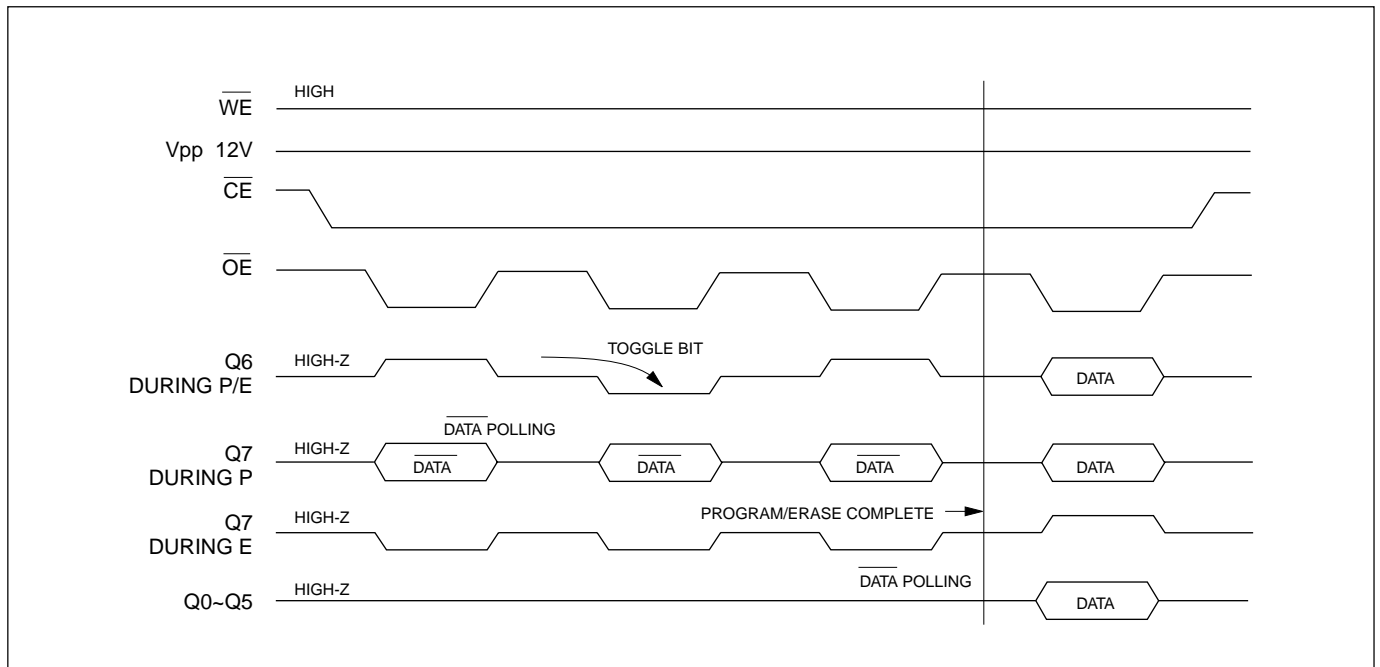 WE
HIGH
Vpp 12V
CE
OE
Q6
DURING P/E
HIGH-Z
TOGGLE BIT
DATA
DATA POLLING
Q7
DURING P
HIGH-Z
DATA
DATA
DATA
DATA
PROGRAM/ERASE COMPLETE
Q7
DURING E
HIGH-Z
DATA POLLING
Q0~Q5
HIGH-Z
DATA